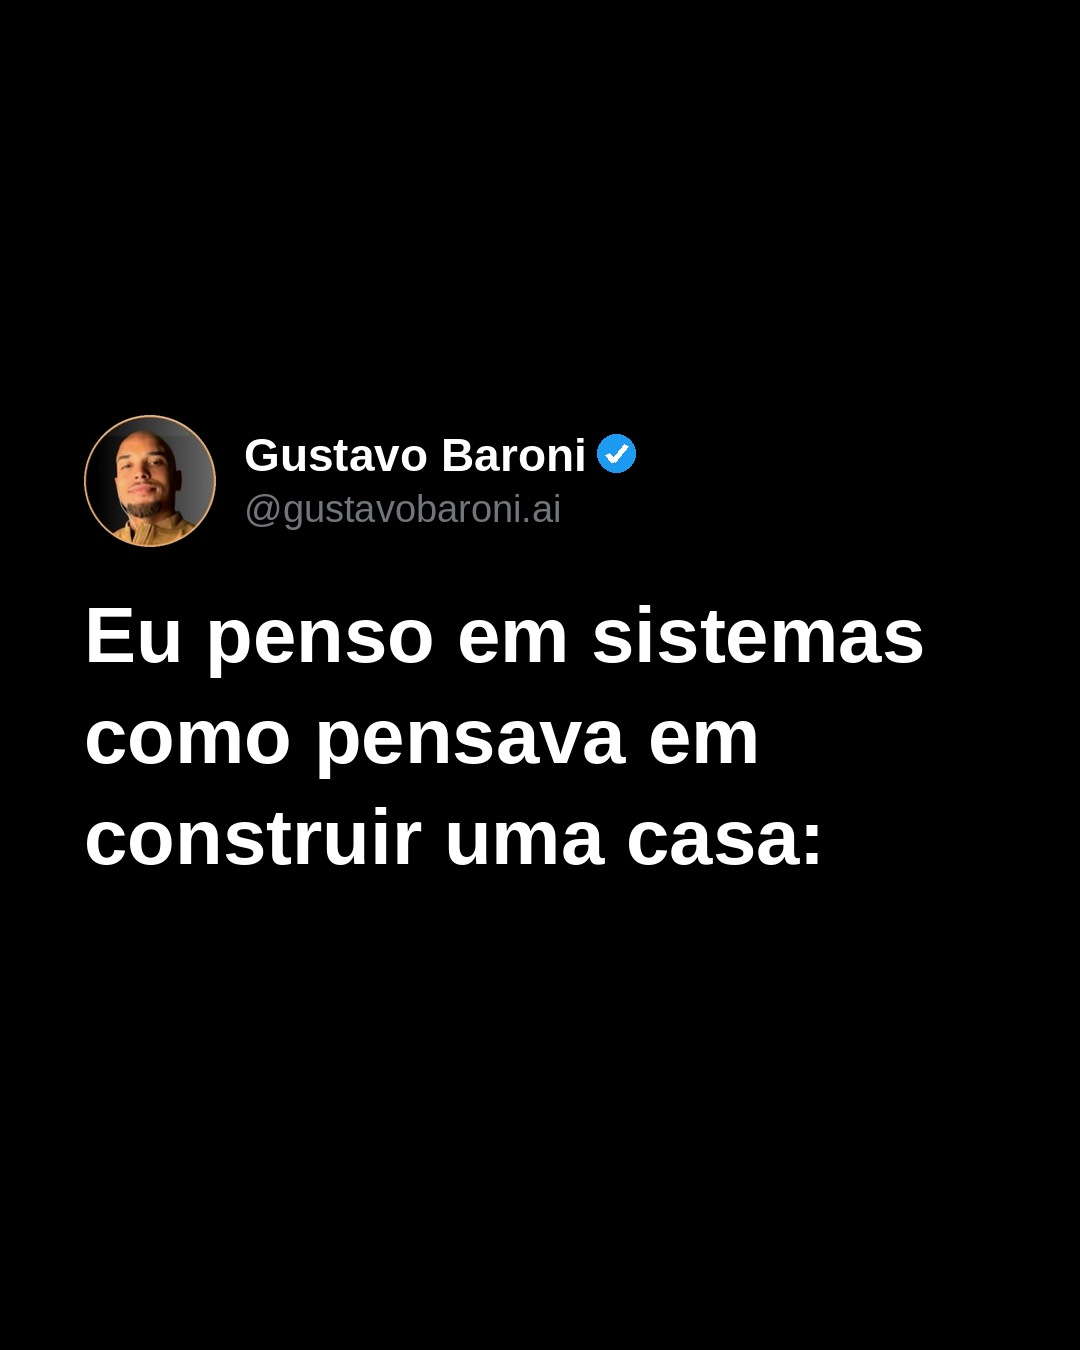 Gustavo Baroni
@gustavobaroni.ai
Eu penso em sistemas
como pensava em
construir uma casa: